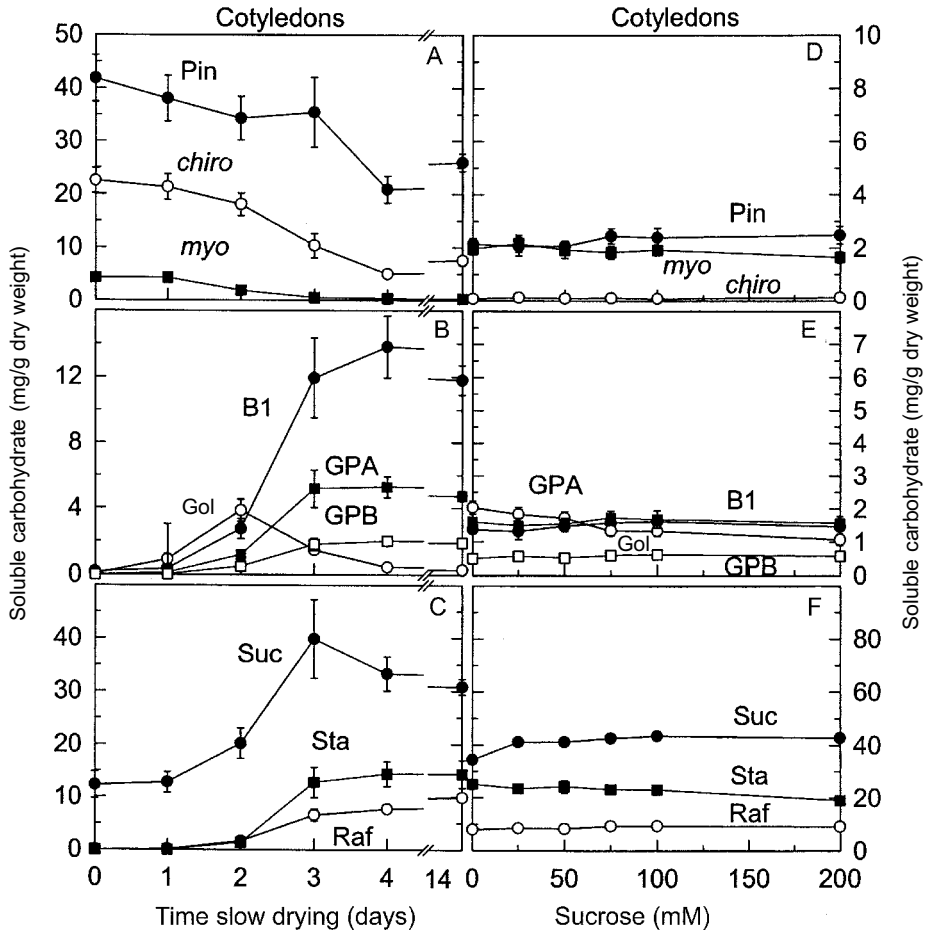 Cotyledons
Cotyledons
50
40
30
20
10
0
A
Pin
chiro
myo
D
10
8
6
4
2
0
Pin
myo
chiro
12
8
4
0
B
B1
GPA
GPB
Gol
E
7
6
5
4
3
2
1
0
GPA
B1
Gol
GPB
40
30
20
10
0
C
Suc
Sta
Raf
F
80
60
40
20
0
Suc
Sta
Raf
0 1 2 3 4 14
0 50 100 150 200
Time slow drying (days)
Sucrose (mM)
Soluble carbohydrate (mg/g dry weight)
Soluble carbohydrate (mg/g dry weight)